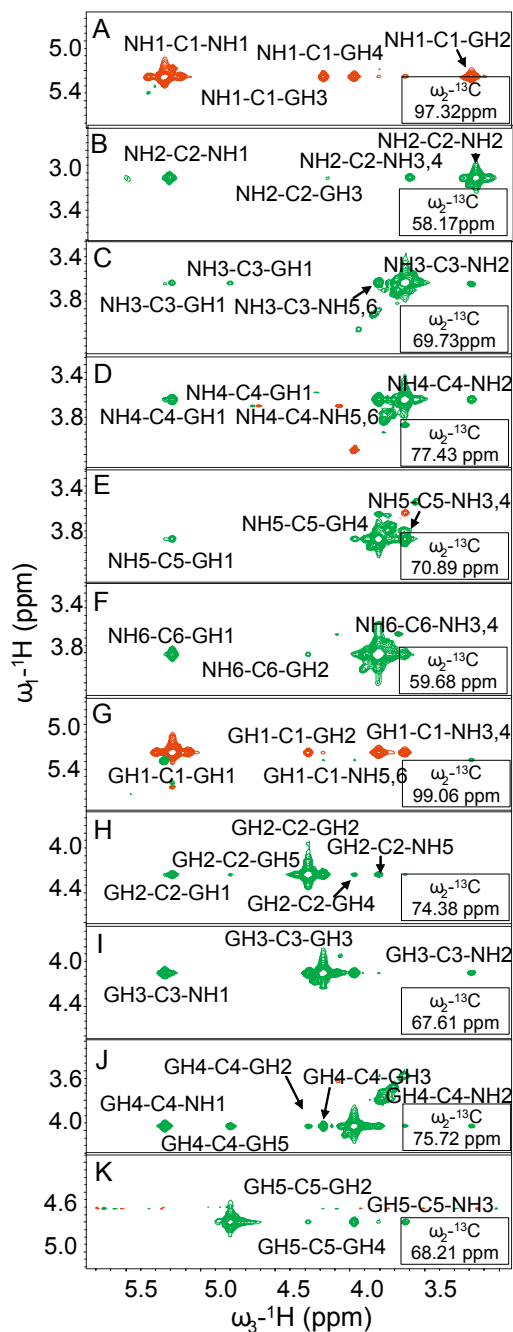 A
NH1-C1-NH1
NH1-C1-GH4
NH1-C1-GH2
NH1-C1-GH3
5.0
5.4
ω₂-¹³C
97.32ppm
B
NH2-C2-NH1
NH2-C2-NH2
NH2-C2-NH3,4
NH2-C2-GH3
3.0
3.4
ω₂-¹³C
58.17ppm
C
NH3-C3-GH1
NH3-C3-NH2
NH3-C3-GH1
NH3-C3-NH5,6
3.4
3.8
ω₂-¹³C
69.73ppm
D
NH4-C4-GH1
NH4-C4-NH2
NH4-C4-GH1
NH4-C4-NH5,6
3.4
3.8
ω₂-¹³C
77.43 ppm
E
NH5-C5-NH3,4
NH5-C5-GH4
NH5-C5-GH1
3.4
3.8
ω₂-¹³C
70.89 ppm
F
NH6-C6-GH1
NH6-C6-NH3,4
NH6-C6-GH2
3.4
3.8
ω₂-¹³C
59.68 ppm
G
GH1-C1-GH2
GH1-C1-NH3,4
GH1-C1-GH1
GH1-C1-NH5,6
5.0
5.4
ω₂-¹³C
99.06 ppm
H
GH2-C2-GH2
GH2-C2-NH5
GH2-C2-GH5
GH2-C2-GH1
GH2-C2-GH4
4.0
4.4
ω₂-¹³C
74.38 ppm
I
GH3-C3-GH3
GH3-C3-NH2
GH3-C3-NH1
4.0
4.4
ω₂-¹³C
67.61 ppm
J
GH4-C4-GH2
GH4-C4-GH3
GH4-C4-NH2
GH4-C4-NH1
GH4-C4-GH5
3.6
4.0
ω₂-¹³C
75.72 ppm
K
GH5-C5-GH2
GH5-C5-NH3
GH5-C5-GH4
4.6
5.0
ω₂-¹³C
68.21 ppm
ω₁-¹H (ppm)
5.5 5.0 4.5 4.0 3.5
ω₃-¹H (ppm)